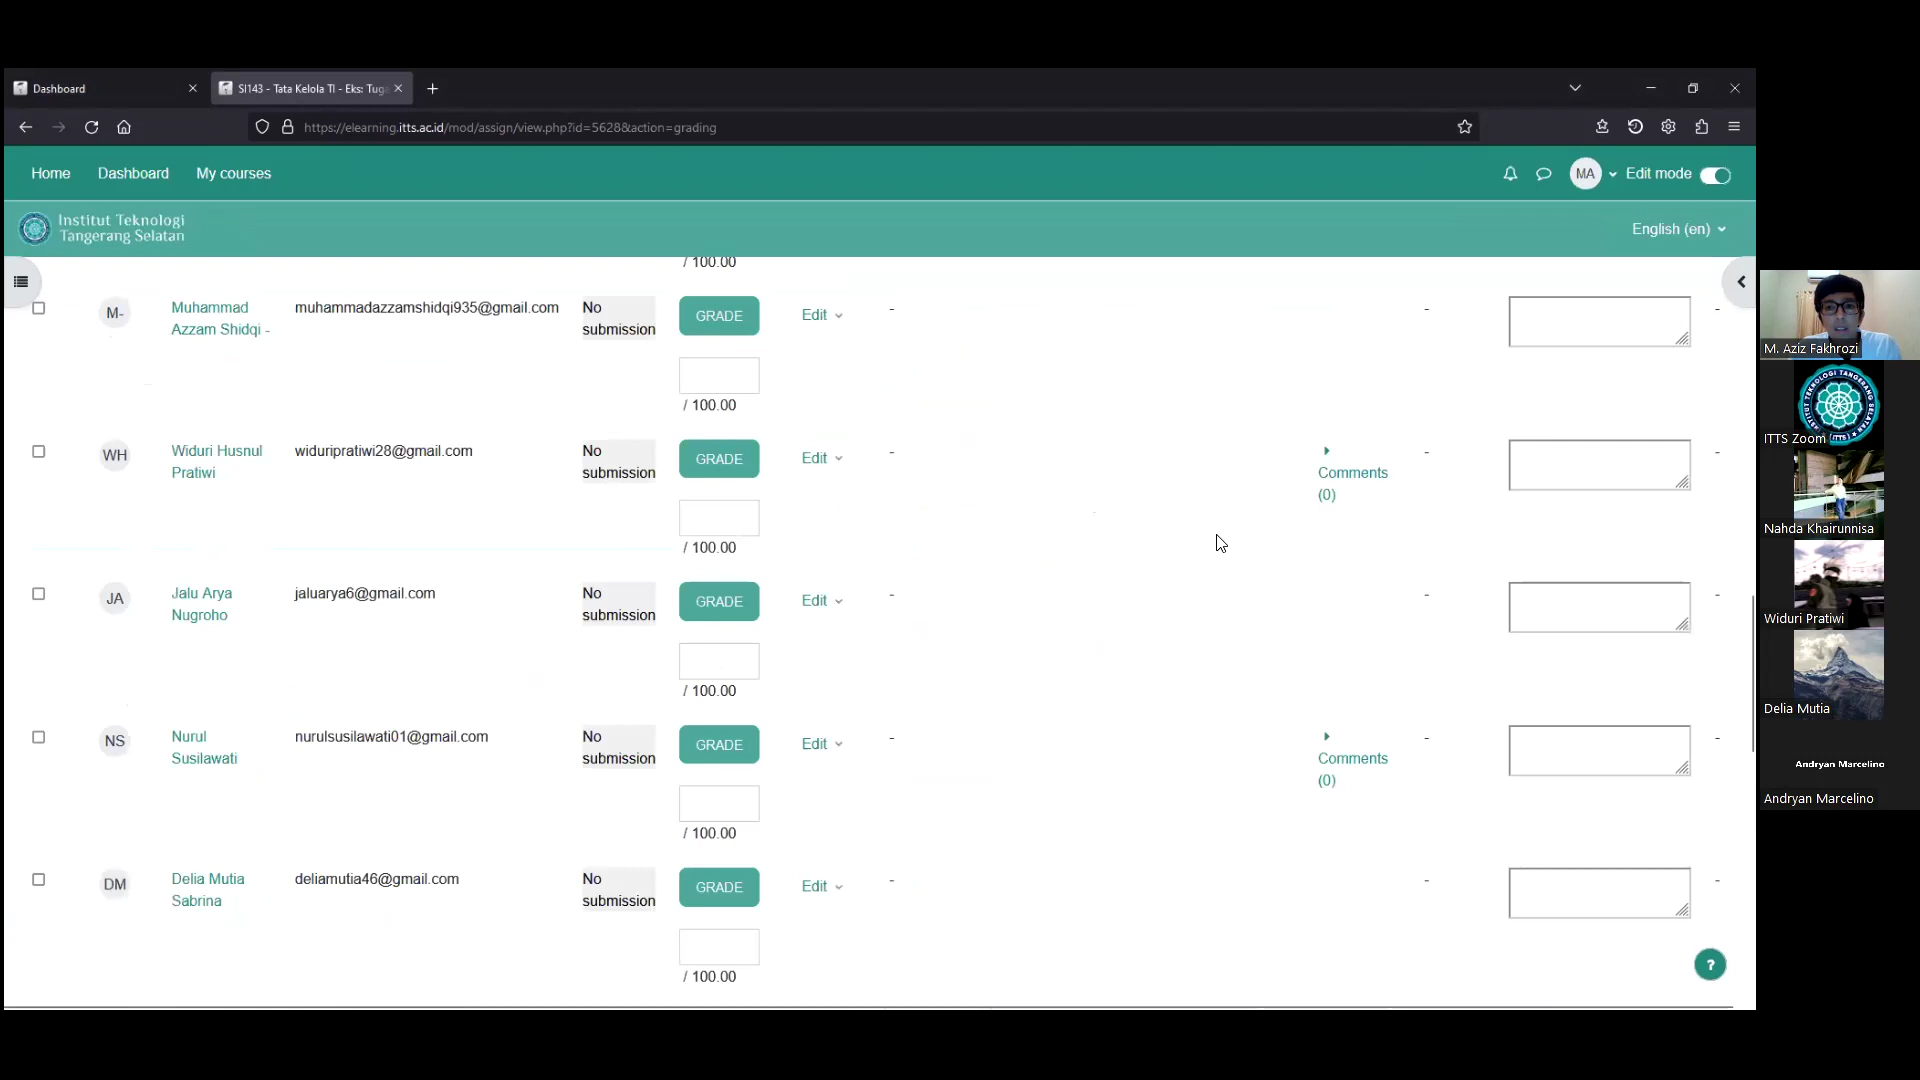 Dashboard
SI143 - Tata Kelola TI - Eks: Tuga
https://elearning.itts.ac.id/mod/assign/view.php?id=5628&action=grading
Home
Dashboard
My courses
MA
Edit mode
Institut Teknologi
Tangerang Selatan
English (en)
/ 100.00
M-
Muhammad
Azzam Shidqi -
muhammadazzamshidqi935@gmail.com
No
submission
GRADE
Edit
-
-
-
/ 100.00
WH
Widuri Husnul
Pratiwi
widuripratiwi28@gmail.com
No
submission
GRADE
Edit
-
Comments
(0)
-
-
/ 100.00
JA
Jalu Arya
Nugroho
jaluarya6@gmail.com
No
submission
GRADE
Edit
-
-
-
/ 100.00
NS
Nurul
Susilawati
nurulsusilawati01@gmail.com
No
submission
GRADE
Edit
-
Comments
(0)
-
-
/ 100.00
DM
Delia Mutia
Sabrina
deliamutia46@gmail.com
No
submission
GRADE
Edit
-
-
-
/ 100.00
?
M. Aziz Fakhrozi
INSTITUT TEKNOLOGI TANGERANG SELATAN
(ITTS)
ITTS Zoom
Nahda Khairunnisa
Widuri Pratiwi
Delia Mutia
Andryan Marcelino
Andryan Marcelino